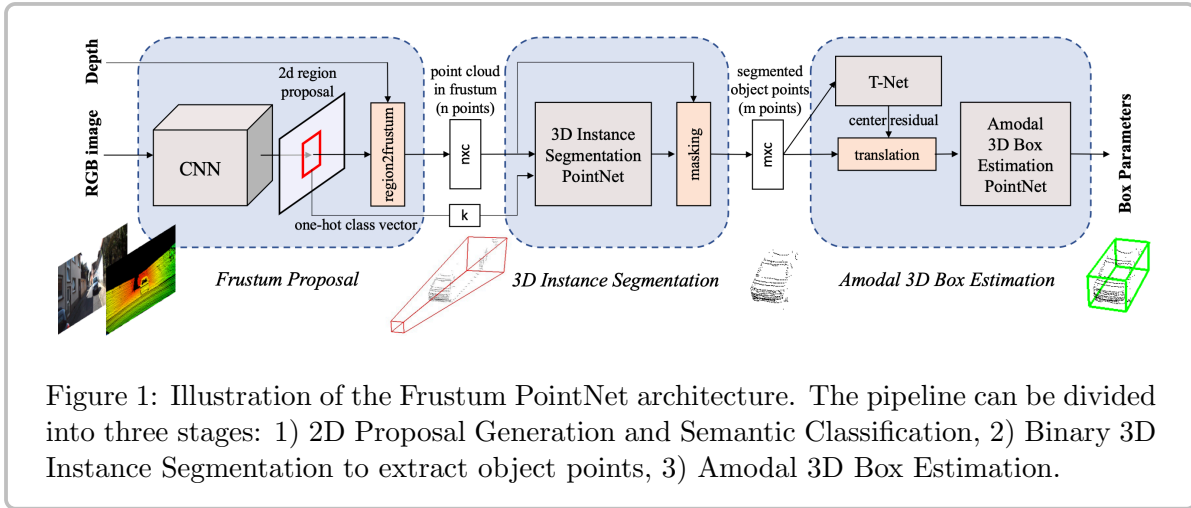 Depth
RGB image
CNN
2d region
proposal
region2frustum
one-hot class vector
Frustum Proposal
point cloud
in frustum
(n points)
nxc
k
3D Instance
Segmentation
PointNet
masking
3D Instance Segmentation
segmented
object points
(m points)
mxc
T-Net
center residual
translation
Amodal
3D Box
Estimation
PointNet
Amodal 3D Box Estimation
Box Parameters
Figure 1: Illustration of the Frustum PointNet architecture. The pipeline can be divided
into three stages: 1) 2D Proposal Generation and Semantic Classification, 2) Binary 3D
Instance Segmentation to extract object points, 3) Amodal 3D Box Estimation.